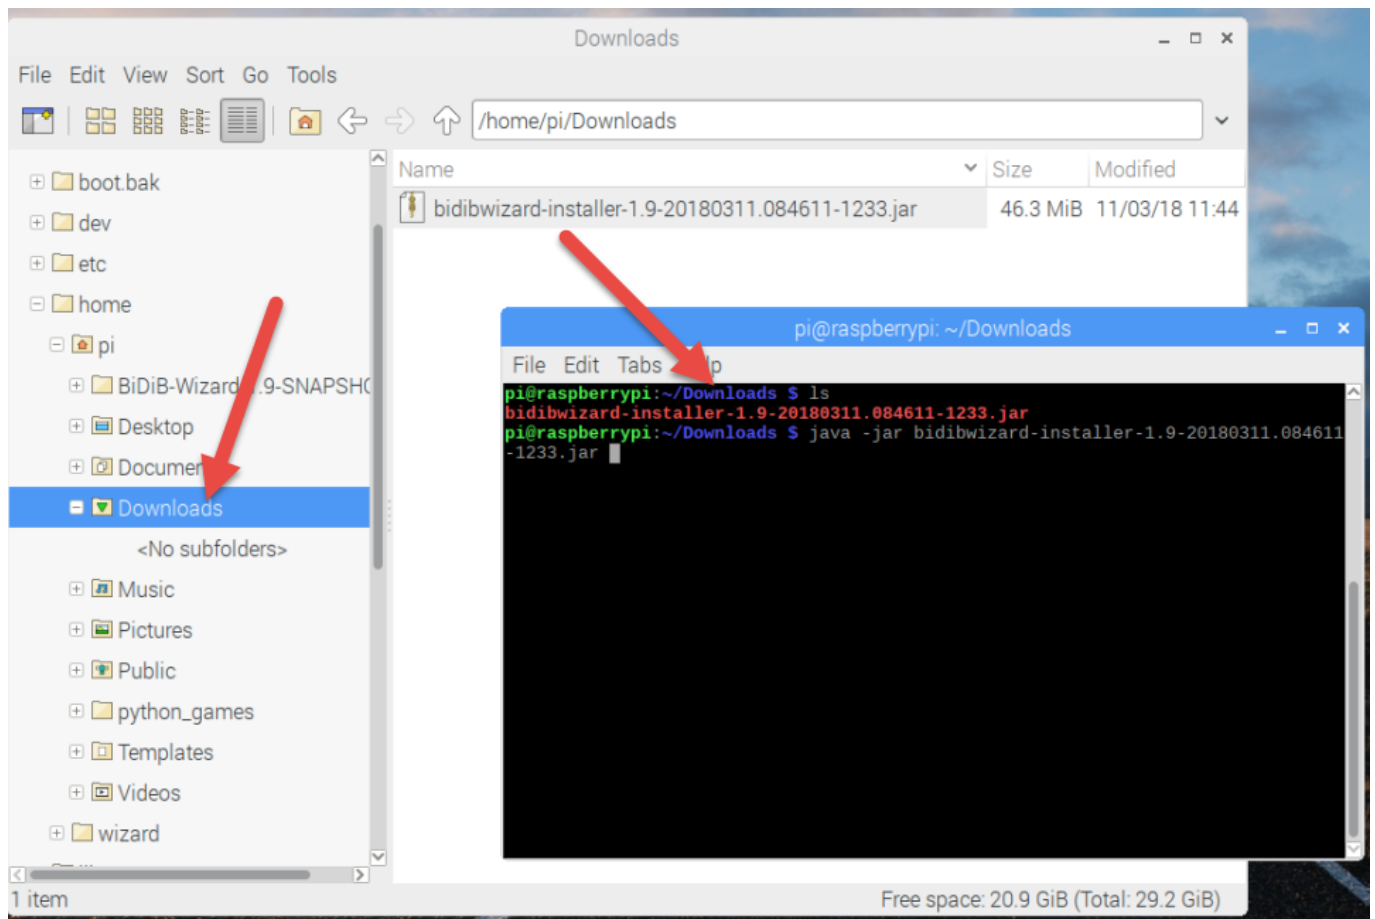 Downloads
File Edit View Sort Go Tools
/home/pi/Downloads
boot.bak
dev
etc
home
pi
BiDiB-Wizard .9-SNAPSHO
Desktop
Documen
Downloads
<No subfolders>
Music
Pictures
Public
python_games
Templates
Videos
wizard
Name Size Modified
bidibwizard-installer-1.9-20180311.084611-1233.jar 46.3 MiB 11/03/18 11:44
pi@raspberrypi: ~/Downloads
File Edit Tabs lp
pi@raspberrypi:~/Downloads $ ls
bidibwizard-installer-1.9-20180311.084611-1233.jar
pi@raspberrypi:~/Downloads $ java -jar bidibwizard-installer-1.9-20180311.084611
-1233.jar
1 item
Free space: 20.9 GiB (Total: 29.2 GiB)